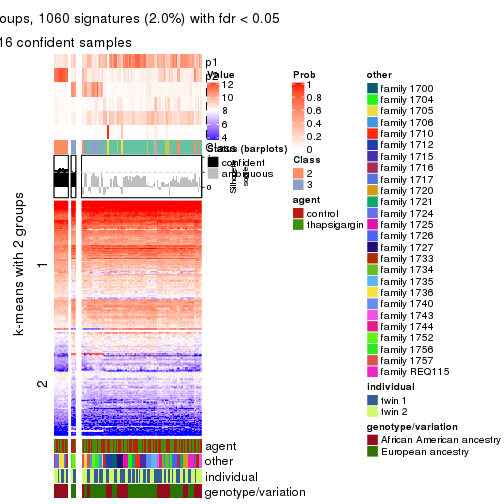 oups, 1060 signatures (2.0%) with fdr < 0.05
16 confident samples
p1
p2
Value
12
10
8
6
4
Class
Status (barplots)
confident
ambiguous
0
Silhouette
score
Prob
1
0.8
0.6
0.4
0.2
0
Class
2
3
agent
control
thapsigargin
other
family 1700
family 1704
family 1705
family 1706
family 1710
family 1712
family 1715
family 1716
family 1717
family 1720
family 1721
family 1724
family 1725
family 1726
family 1727
family 1733
family 1734
family 1735
family 1736
family 1740
family 1743
family 1744
family 1752
family 1756
family 1757
family REQ115
individual
twin 1
twin 2
genotype/variation
African American ancestry
European ancestry
k-means with 2 groups
1
2
agent
other
individual
genotype/variation